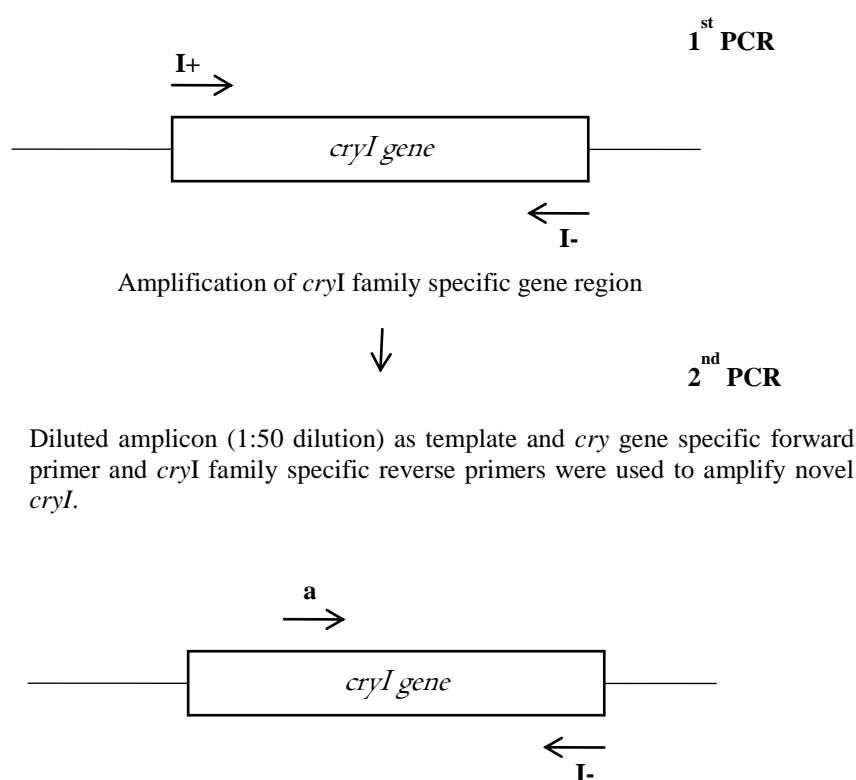 1st PCR
I+
cryI gene
I-
Amplification of cryI family specific gene region
2nd PCR
Diluted amplicon (1:50 dilution) as template and cry gene specific forward
primer and cryI family specific reverse primers were used to amplify novel
cryI.
a
cryI gene
I-